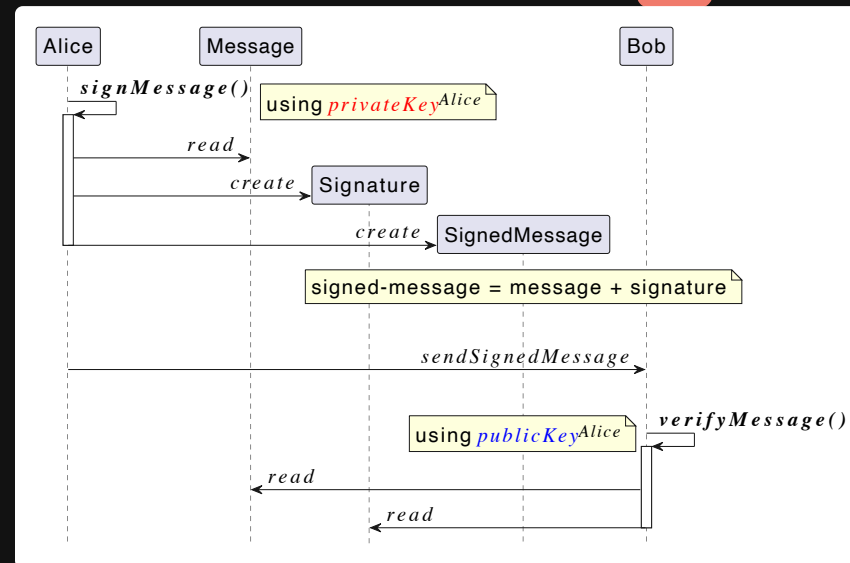 Alice
Message
Bob
signMessage()
using privateKeyAlice
read
create
Signature
create
SignedMessage
signed-message = message + signature
sendSignedMessage
verifyMessage()
using publicKeyAlice
read
read